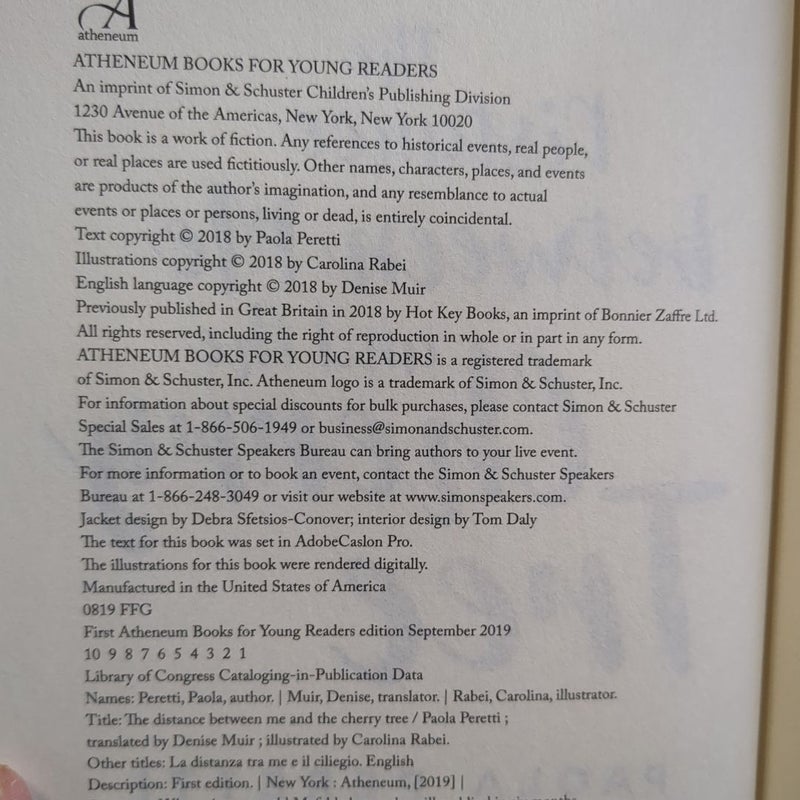 A
atheneum
ATHENEUM BOOKS FOR YOUNG READERS
An imprint of Simon & Schuster Children's Publishing Division
1230 Avenue of the Americas, New York, New York 10020
This book is a work of fiction. Any references to historical events, real people,
or real places are used fictitiously. Other names, characters, places, and events
are products of the author's imagination, and any resemblance to actual
events or places or persons, living or dead, is entirely coincidental.
Text copyright © 2018 by Paola Peretti
Illustrations copyright © 2018 by Carolina Rabei
English language copyright © 2018 by Denise Muir
Previously published in Great Britain in 2018 by Hot Key Books, an imprint of Bonnier Zaffre Ltd.
All rights reserved, including the right of reproduction in whole or in part in any form.
ATHENEUM BOOKS FOR YOUNG READERS is a registered trademark
of Simon & Schuster, Inc. Atheneum logo is a trademark of Simon & Schuster, Inc.
For information about special discounts for bulk purchases, please contact Simon & Schuster
Special Sales at 1-866-506-1949 or business@simonandschuster.com.
The Simon & Schuster Speakers Bureau can bring authors to your live event.
For more information or to book an event, contact the Simon & Schuster Speakers
Bureau at 1-866-248-3049 or visit our website at www.simonspeakers.com.
Jacket design by Debra Sfetsios-Conover; interior design by Tom Daly
The text for this book was set in AdobeCaslon Pro.
The illustrations for this book were rendered digitally.
Manufactured in the United States of America
0819 FFG
First Atheneum Books for Young Readers edition September 2019
10 9 8 7 6 5 4 3 2 1
Library of Congress Cataloging-in-Publication Data
Names: Peretti, Paola, author. | Muir, Denise, translator. | Rabei, Carolina, illustrator.
Title: The distance between me and the cherry tree / Paola Peretti ;
translated by Denise Muir ; illustrated by Carolina Rabei.
Other titles: La distanza tra me e il ciliegio. English
Description: First edition. | New York : Atheneum, [2019] |